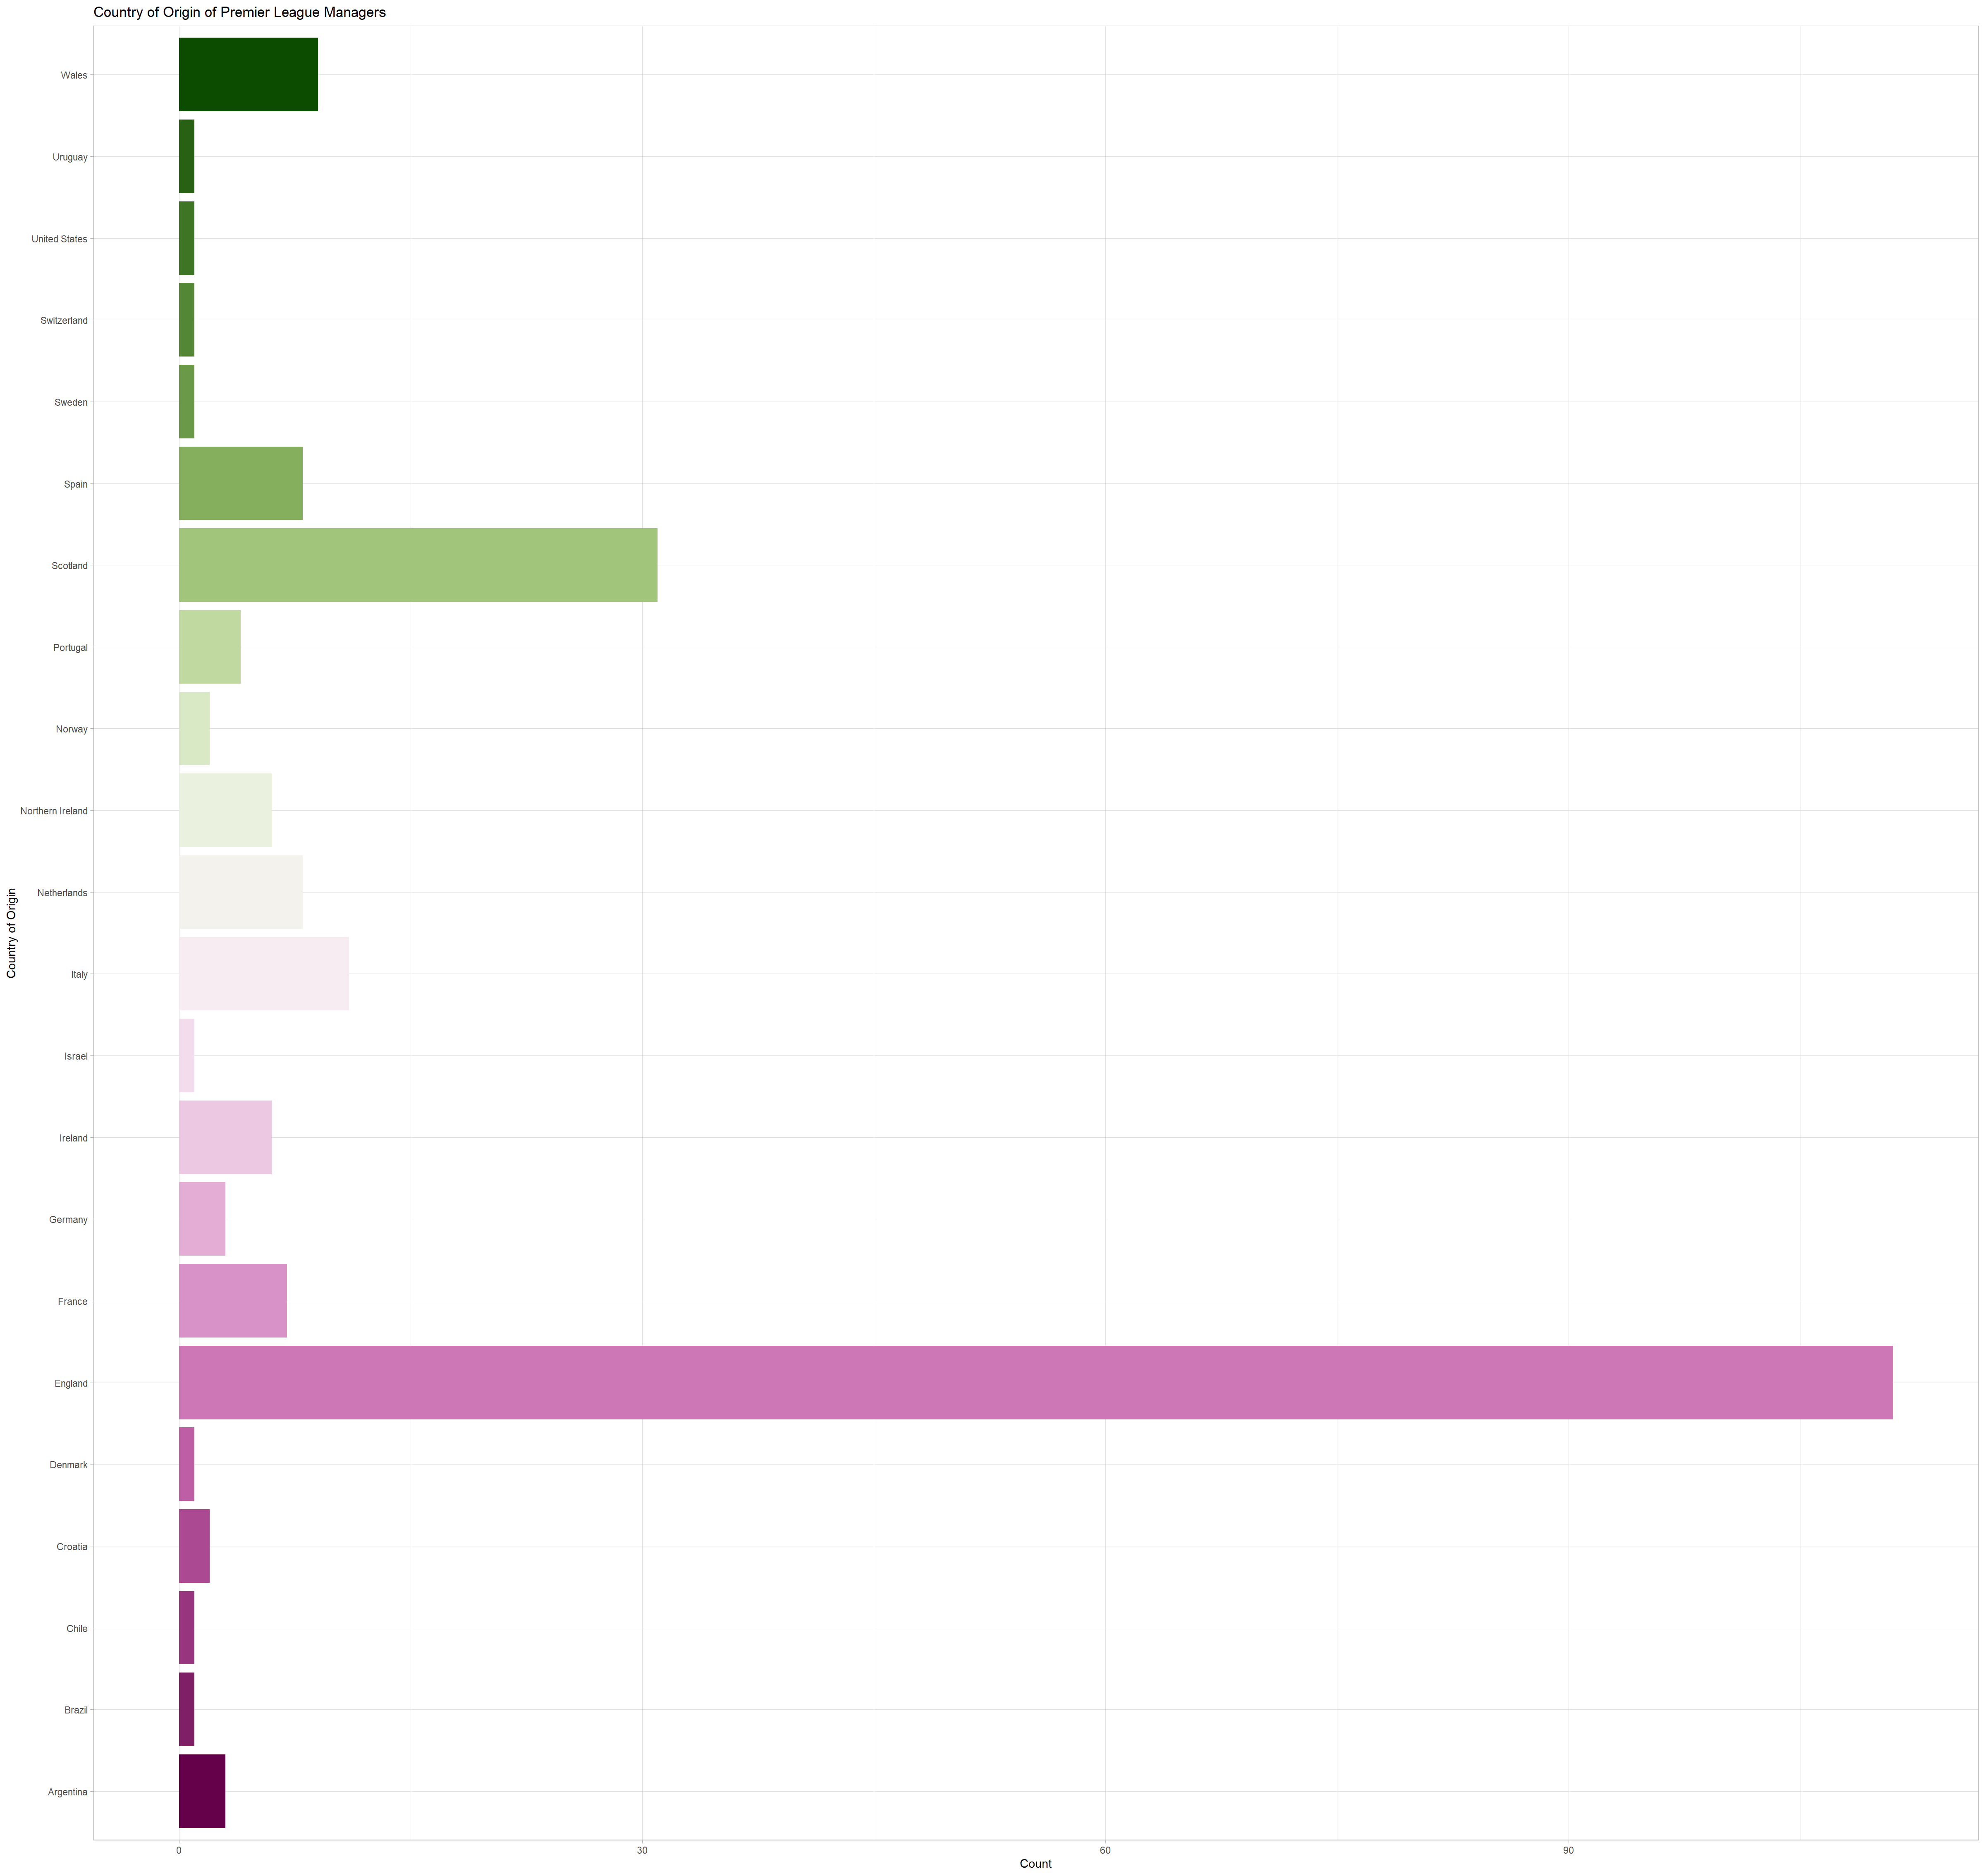 Country of Origin of Premier League Managers
Wales
Uruguay
United States
Switzerland
Sweden
Spain
Scotland
Portugal
Norway
Northern Ireland
Netherlands
Italy
Israel
Ireland
Germany
France
England
Denmark
Croatia
Chile
Brazil
Argentina
Country of Origin
0 30 60 90
Count